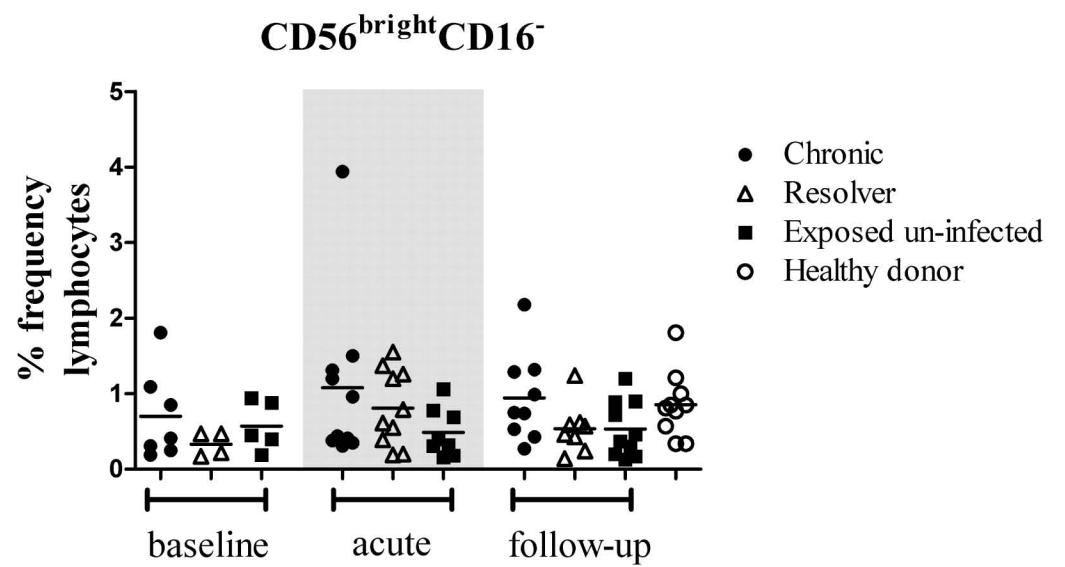 CD56brightCD16-
5
4
3
2
1
0
% frequency
lymphocytes
baseline
acute
follow-up
Chronic
Resolver
Exposed un-infected
Healthy donor